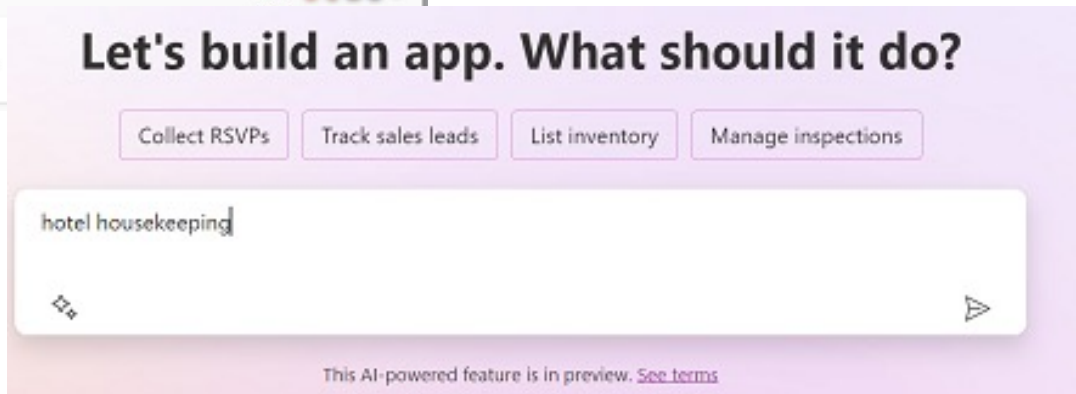 Let's build an app. What should it do?
Collect RSVPs Track sales leads List inventory Manage inspections
hotel housekeeping
This AI-powered feature is in preview. See terms